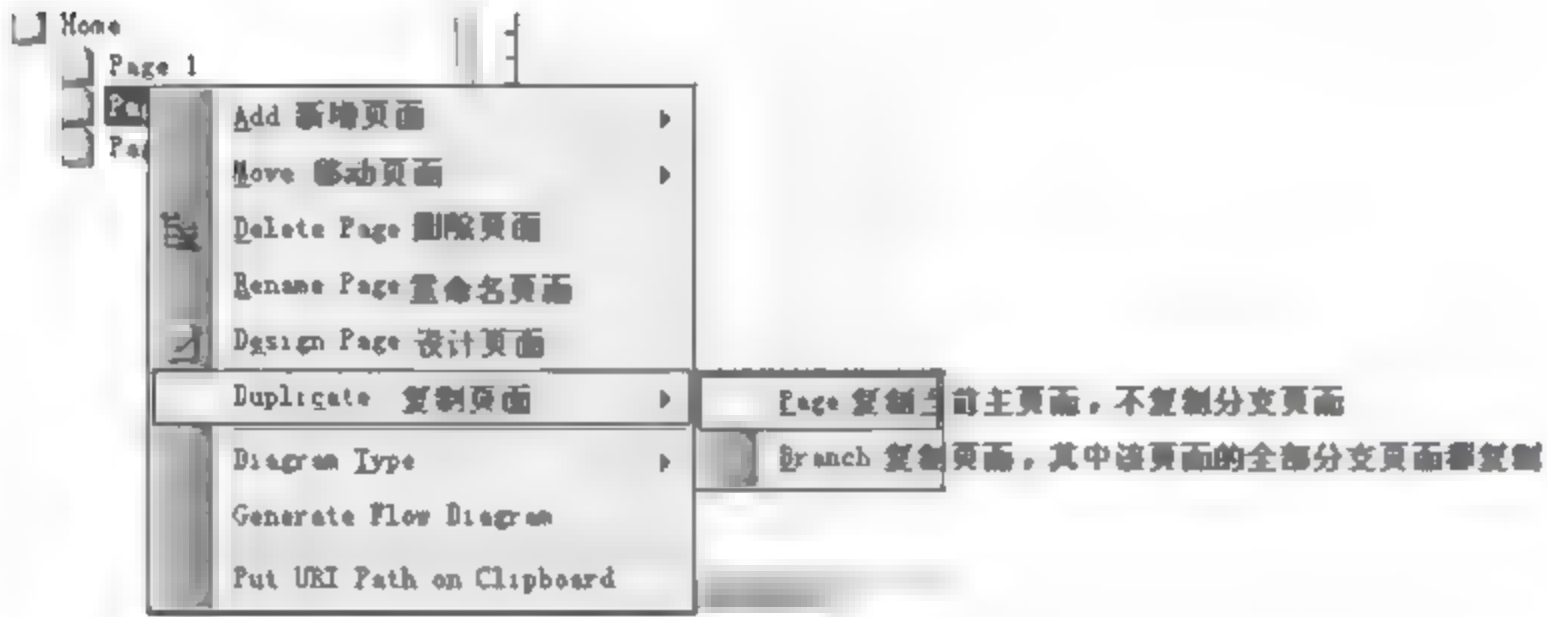 Home
Page 1
Pag
Pag
Add 新增页面
Move 移动页面
Delete Page 删除页面
Rename Page 重命名页面
Design Page 设计页面
Duplicate 复制页面
Page 复制当前主页面，不复制分支页面
Branch 复制页面，其中该页面的全部分支页面都复制
Diagram Type
Generate Flow Diagram
Put URI Path on Clipboard